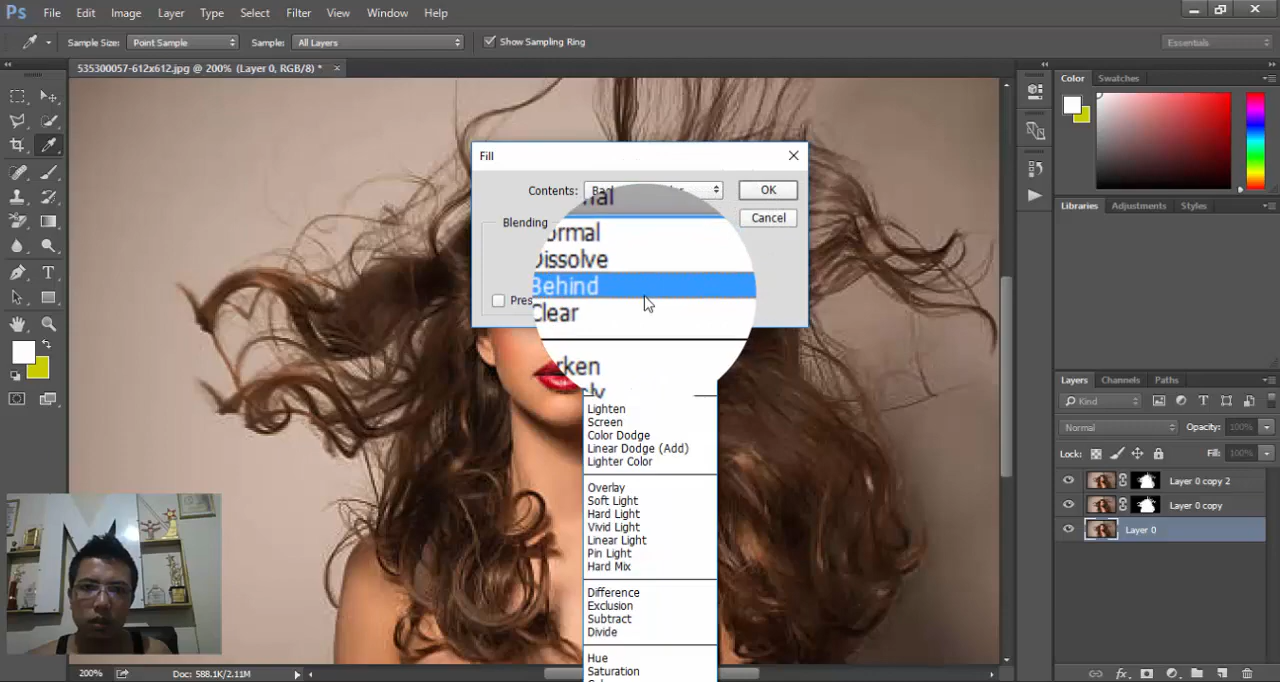 Ps File Edit Image Layer Type Select Filter View Window Help
Sample Size: Point Sample Sample: All Layers Show Sampling Ring Essentials
535300057-612x612.jpg @ 200% (Layer 0, RGB/8) * ×
Color Swatches
Fill
Contents:
OK
Blending
Cancel
Normal
Dissolve
Behind
Clear
Lighten
Screen
Color Dodge
Linear Dodge (Add)
Lighter Color
Overlay
Soft Light
Hard Light
Vivid Light
Linear Light
Pin Light
Hard Mix
Difference
Exclusion
Subtract
Divide
Hue
Saturation
Libraries Adjustments Styles
Layers Channels Paths
Kind
Normal Opacity: 100%
Lock: Fill: 100%
Layer 0 copy 2
Layer 0 copy
Layer 0
200% Doc: 588.1K/2.11M